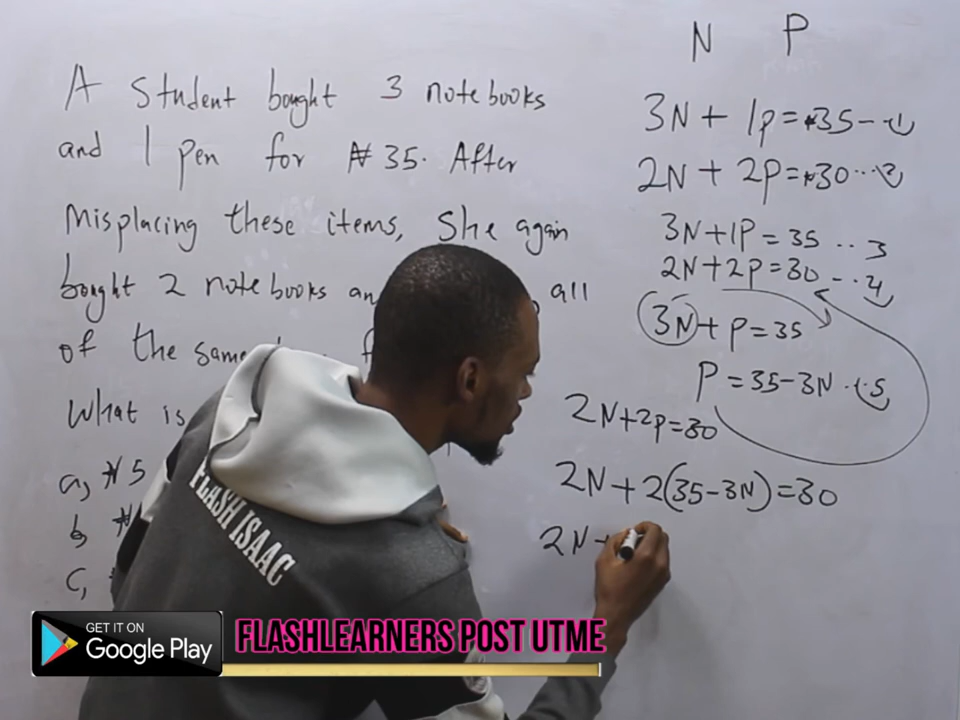 A Student bought 3 notebooks
and 1 pen for ₦35. After
Misplacing these items, She again
bought 2 notebooks an all
of the same
What is
a, ₦5
b,
c,
N P
3N + 1P = ₦35 -- (1)
2N + 2P = ₦30 ... (2)
3N + 1P = 35 .. 3
2N + 2P = 30 -- 4)
3N + P = 35
P = 35 - 3N .. (5)
2N + 2P = 30
2N + 2(35 - 3N) = 30
2N +
FLASH ISAAC
GET IT ON
Google Play
FLASHLEARNERS POST UTME